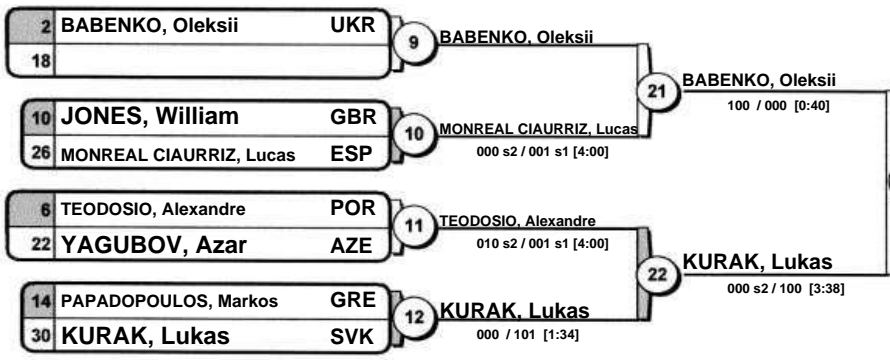 2 BABENKO, Oleksii UKR
18
9
BABENKO, Oleksii
10 JONES, William GBR
26 MONREAL CIAURRIZ, Lucas ESP
10
MONREAL CIAURRIZ, Lucas
000 s2 / 001 s1 [4:00]
21
BABENKO, Oleksii
100 / 000 [0:40]
6 TEODOSIO, Alexandre POR
22 YAGUBOV, Azar AZE
11
TEODOSIO, Alexandre
010 s2 / 001 s1 [4:00]
14 PAPADOPOULOS, Markos GRE
30 KURAK, Lukas SVK
12
KURAK, Lukas
000 / 101 [1:34]
22
KURAK, Lukas
000 s2 / 100 [3:38]